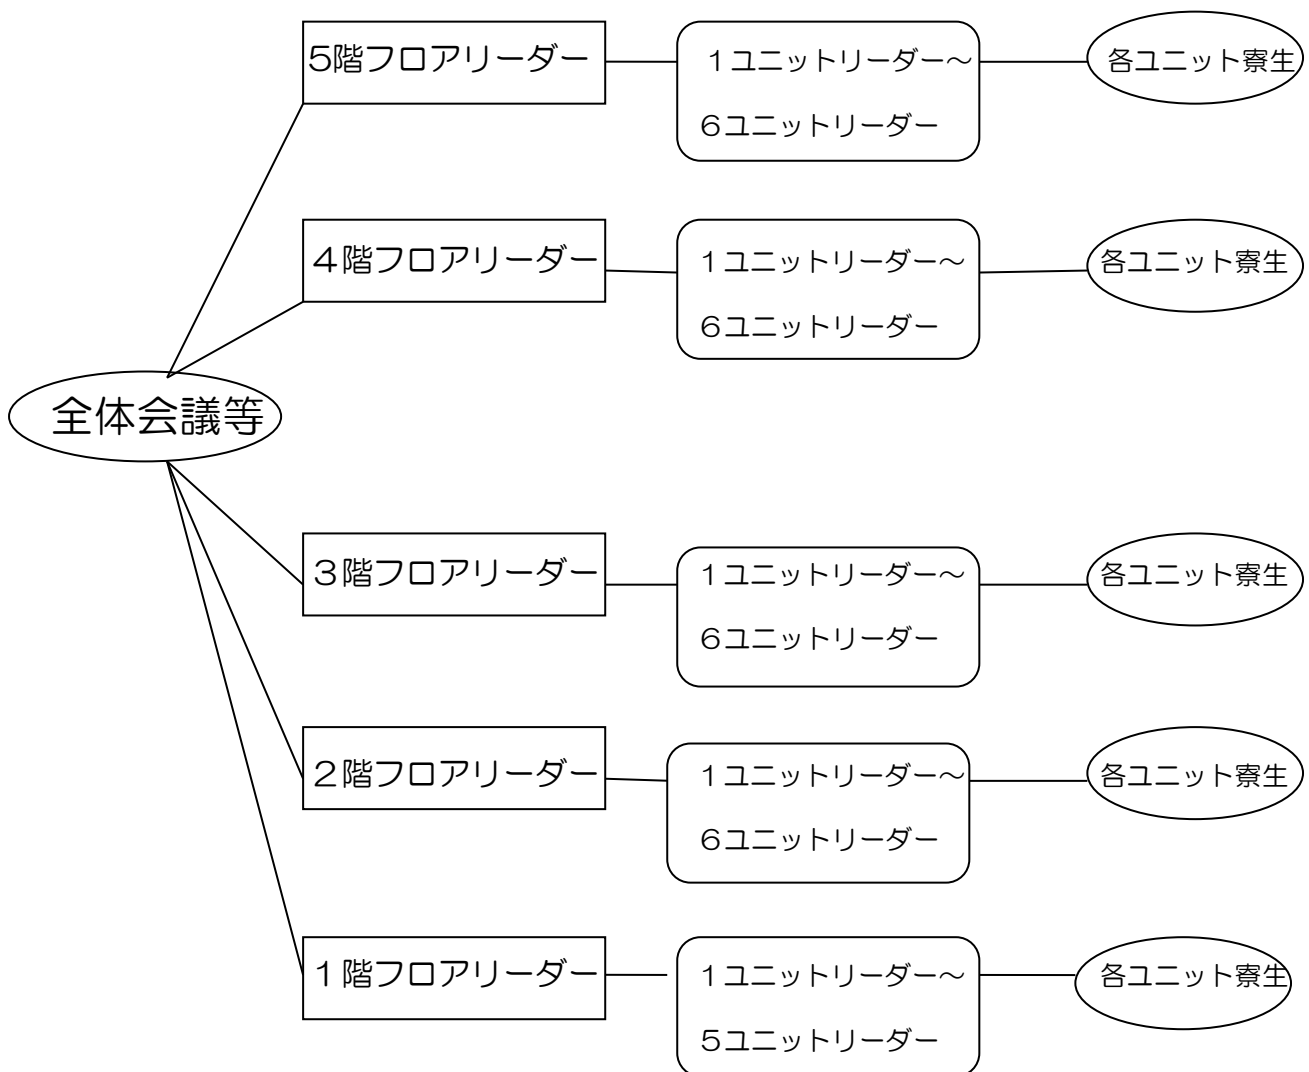 5階フロアリーダー
１ユニットリーダー～
６ユニットリーダー
各ユニット寮生
４階フロアリーダー
１ユニットリーダー～
６ユニットリーダー
各ユニット寮生
全体会議等
３階フロアリーダー
１ユニットリーダー～
６ユニットリーダー
各ユニット寮生
２階フロアリーダー
１ユニットリーダー～
６ユニットリーダー
各ユニット寮生
１階フロアリーダー
１ユニットリーダー～
５ユニットリーダー
各ユニット寮生